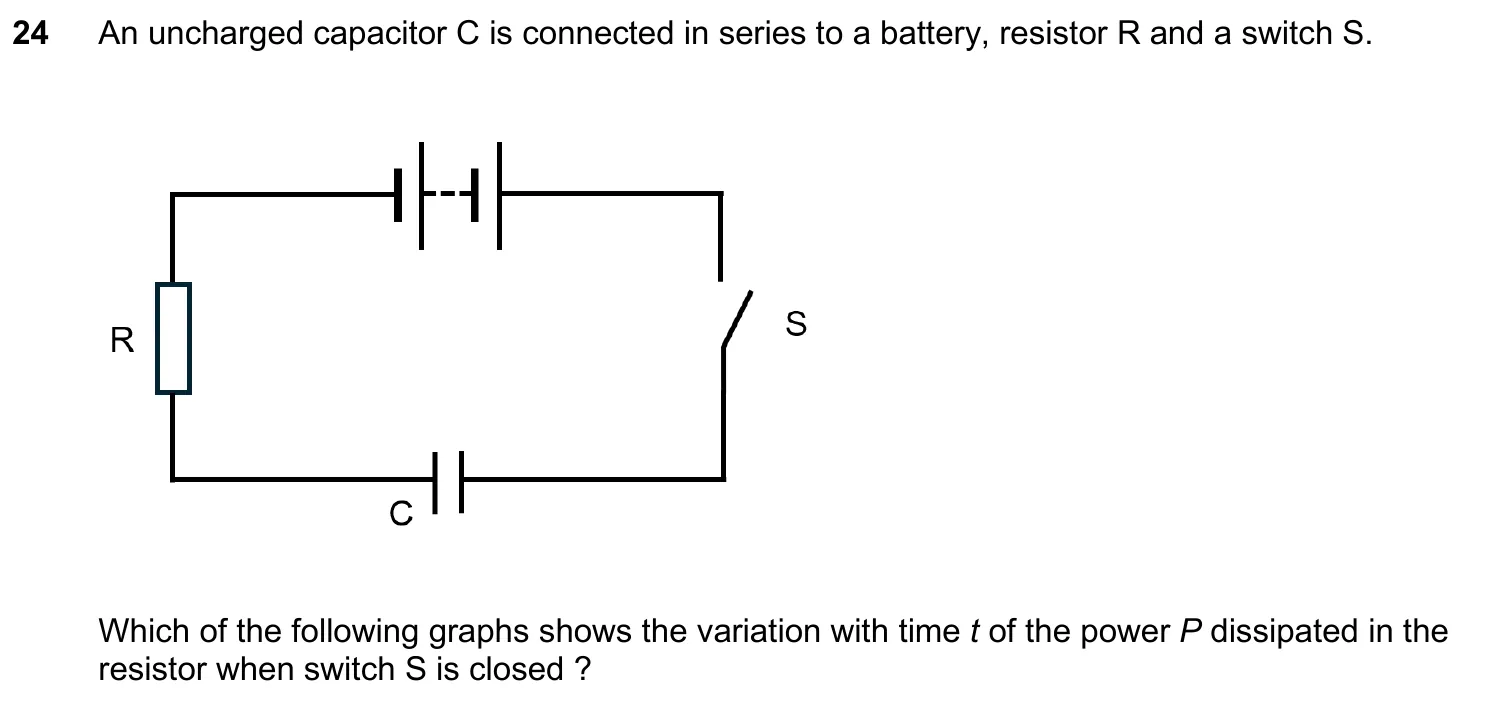 24 An uncharged capacitor C is connected in series to a battery, resistor R and a switch S.
R
S
C
Which of the following graphs shows the variation with time t of the power P dissipated in the
resistor when switch S is closed ?